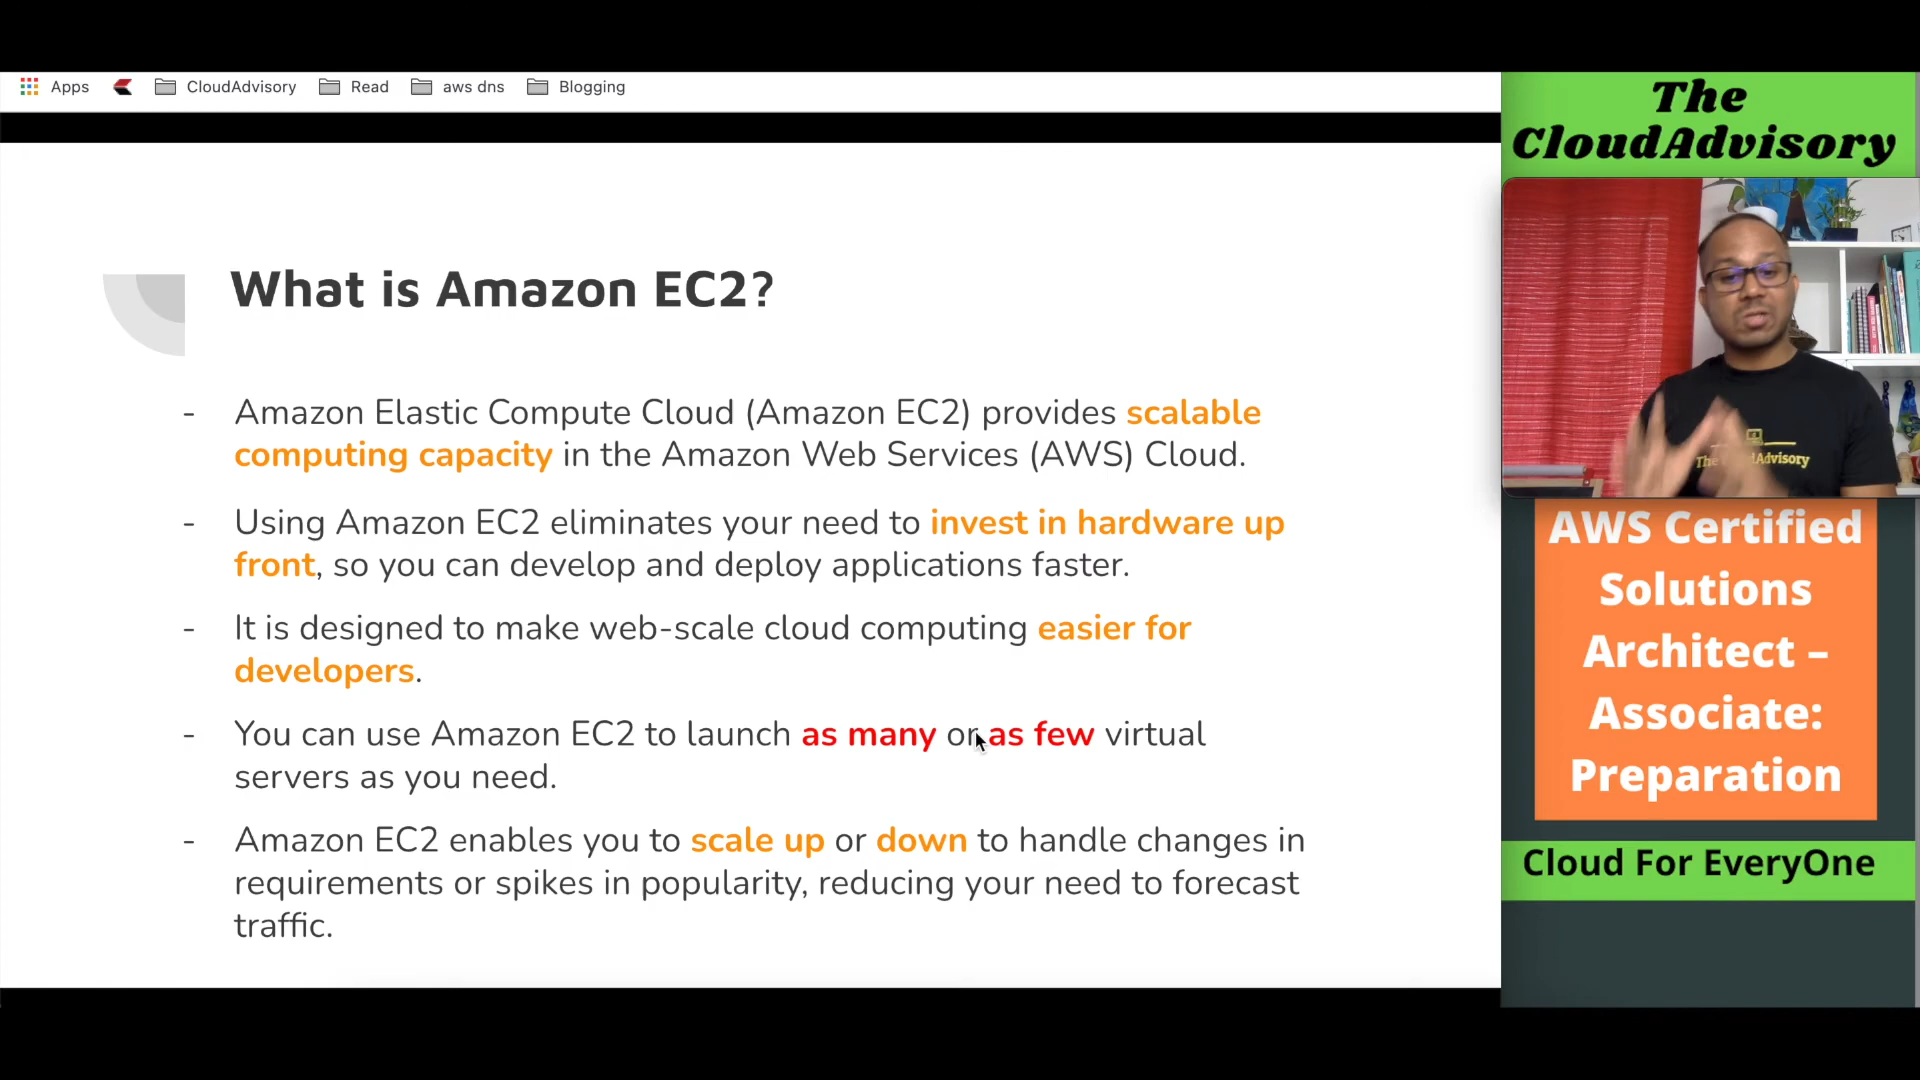 Apps CloudAdvisory Read aws dns Blogging
The
CloudAdvisory
What is Amazon EC2?
- Amazon Elastic Compute Cloud (Amazon EC2) provides scalable
computing capacity in the Amazon Web Services (AWS) Cloud.
- Using Amazon EC2 eliminates your need to invest in hardware up
front, so you can develop and deploy applications faster.
- It is designed to make web-scale cloud computing easier for
developers.
- You can use Amazon EC2 to launch as many or as few virtual
servers as you need.
- Amazon EC2 enables you to scale up or down to handle changes in
requirements or spikes in popularity, reducing your need to forecast
traffic.
AWS Certified
Solutions
Architect –
Associate:
Preparation
Cloud For EveryOne